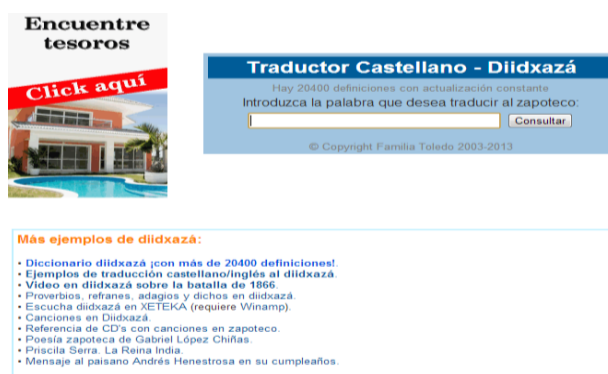 Encuentre
tesoros
Click aquí
Traductor Castellano - Diidxazá
Hay 20400 definiciones con actualización constante
Introduzca la palabra que desea traducir al zapoteco:
Consultar
© Copyright Familia Toledo 2003-2013
Más ejemplos de diidxazá:
• Diccionario diidxazá ¡con más de 20400 definiciones!.
• Ejemplos de traducción castellano/inglés al diidxazá.
• Video en diidxazá sobre la batalla de 1866.
• Proverbios, refranes, adagios y dichos en diidxazá.
• Escucha diidxazá en XETEKA (requiere Winamp).
• Canciones en Diidxazá.
• Referencia de CD's con canciones en zapoteco.
• Poesía zapoteca de Gabriel López Chiñas.
• Priscila Serra. La Reina India.
• Mensaje al paisano Andrés Henestrosa en su cumpleaños.